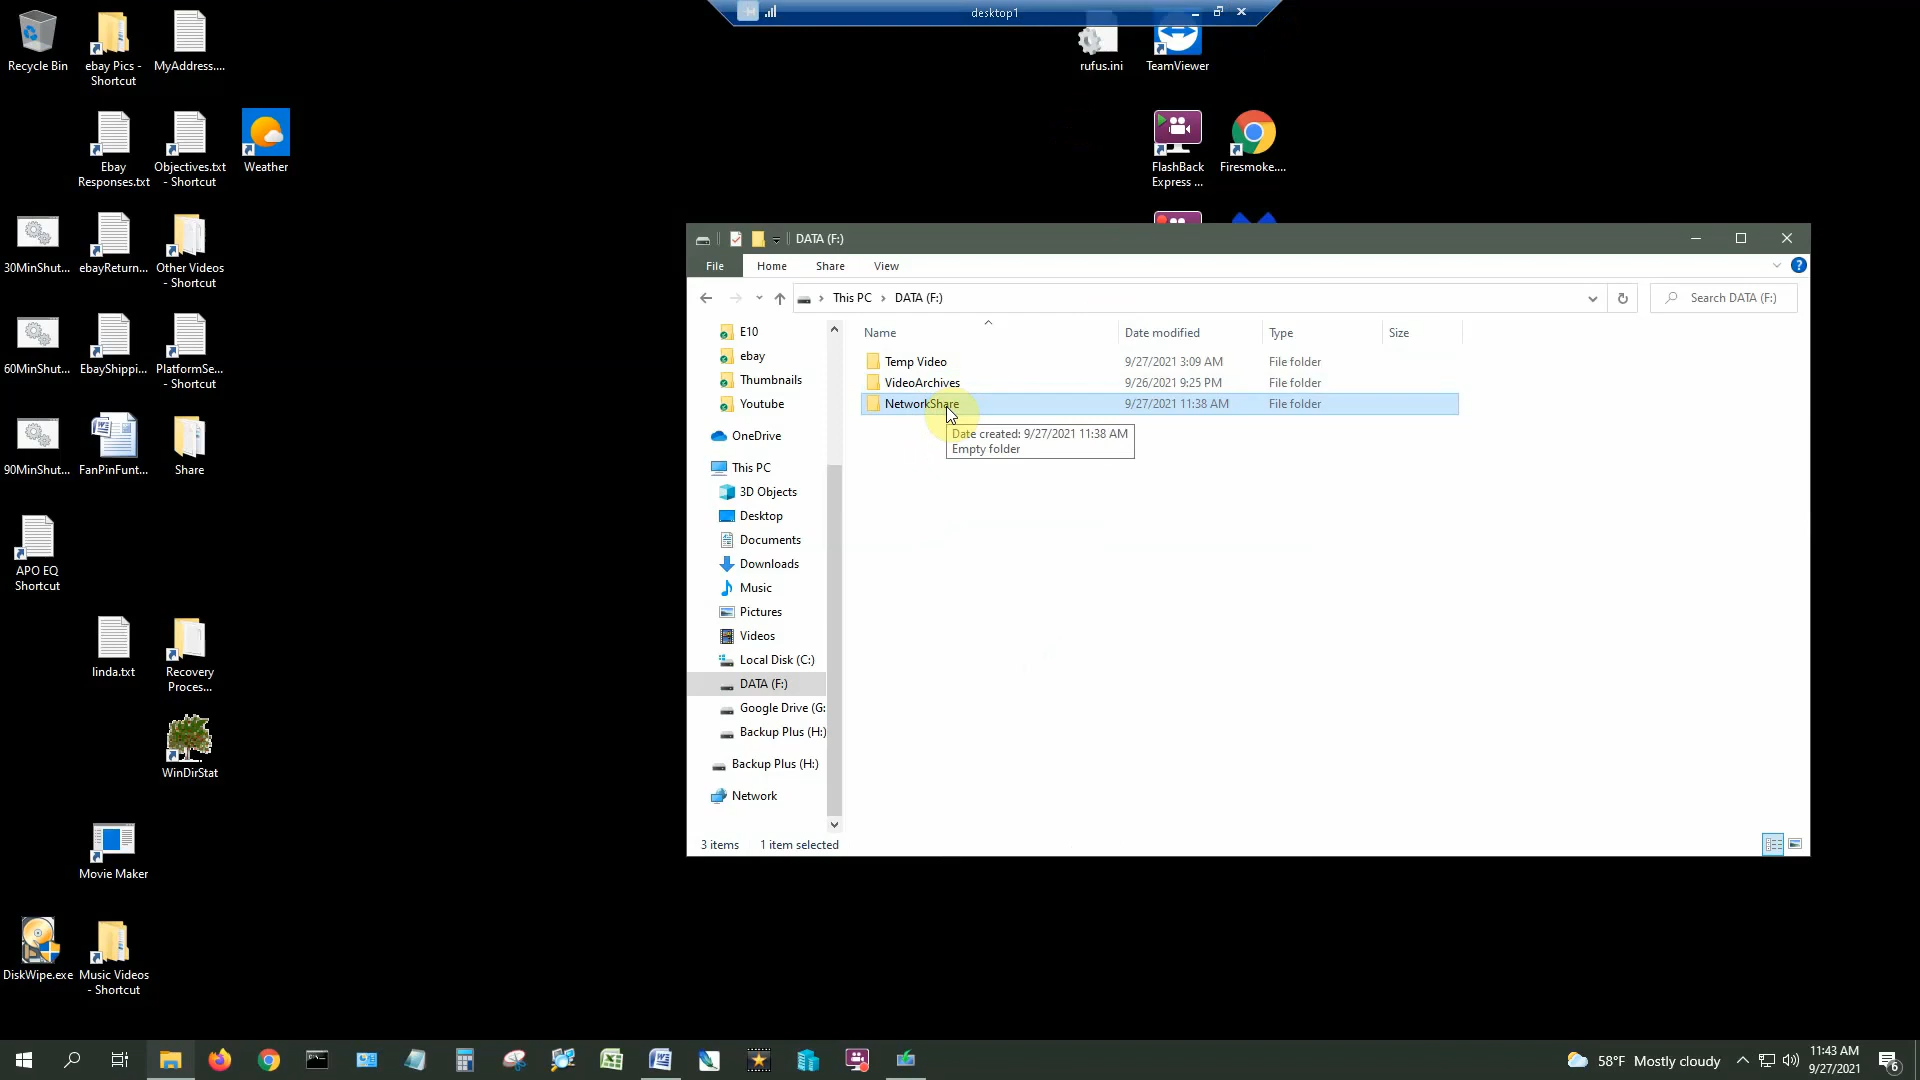 desktop1
Recycle Bin
ebay Pics -
Shortcut
MyAddress....
rufus.ini
TeamViewer
Ebay
Responses.txt
Objectives.txt
- Shortcut
Weather
FlashBack
Express ...
Firesmoke....
30MinShut...
ebayReturn...
Other Videos
- Shortcut
60MinShut...
EbayShippi...
PlatformSe...
- Shortcut
90MinShut...
FanPinFunt...
Share
APO EQ
Shortcut
linda.txt
Recovery
Proces...
WinDirStat
Movie Maker
DiskWipe.exe
Music Videos
- Shortcut
DATA (F:)
File
Home
Share
View
This PC
DATA (F:)
Search DATA (F:)
Name
Date modified
Type
Size
Temp Video 9/27/2021 3:09 AM File folder
VideoArchives 9/26/2021 9:25 PM File folder
NetworkShare 9/27/2021 11:38 AM File folder
Date created: 9/27/2021 11:38 AM
Empty folder
E10
ebay
Thumbnails
Youtube
OneDrive
This PC
3D Objects
Desktop
Documents
Downloads
Music
Pictures
Videos
Local Disk (C:)
DATA (F:)
Google Drive (G:
Backup Plus (H:)
Backup Plus (H:)
Network
3 items
1 item selected
58°F Mostly cloudy
11:43 AM
9/27/2021
6